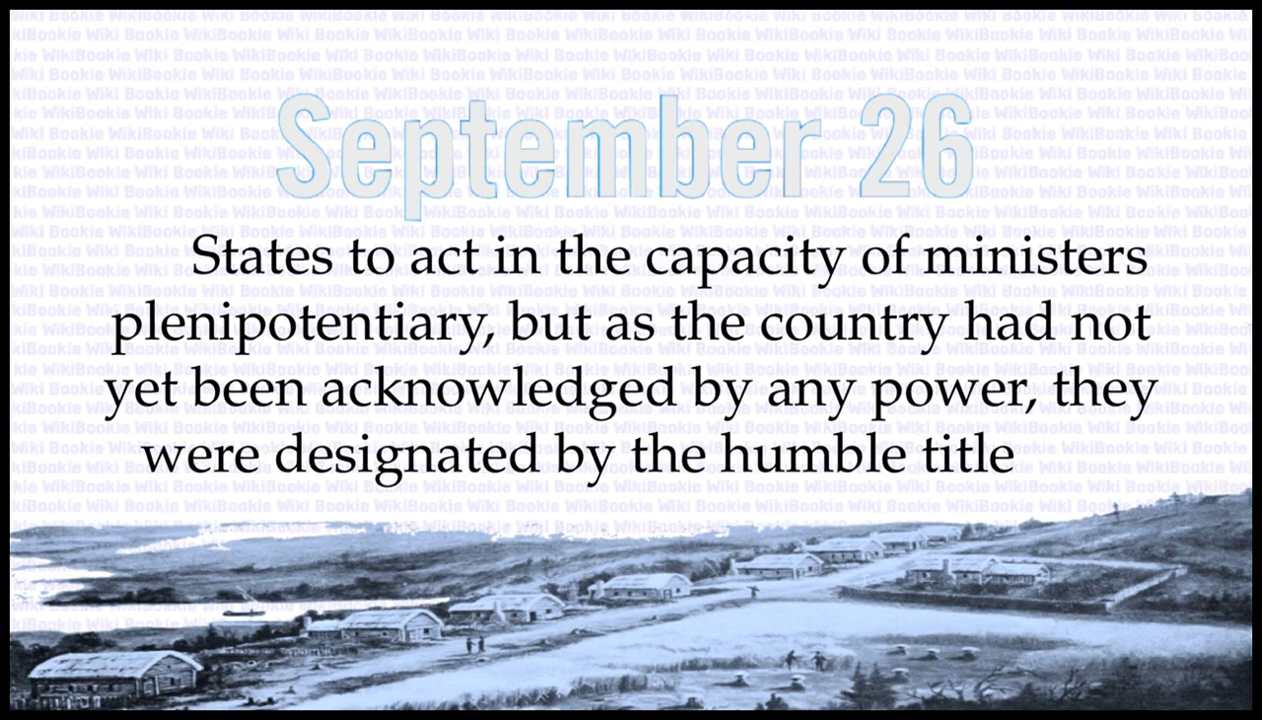 September 26
States to act in the capacity of ministers
plenipotentiary, but as the country had not
yet been acknowledged by any power, they
were designated by the humble title